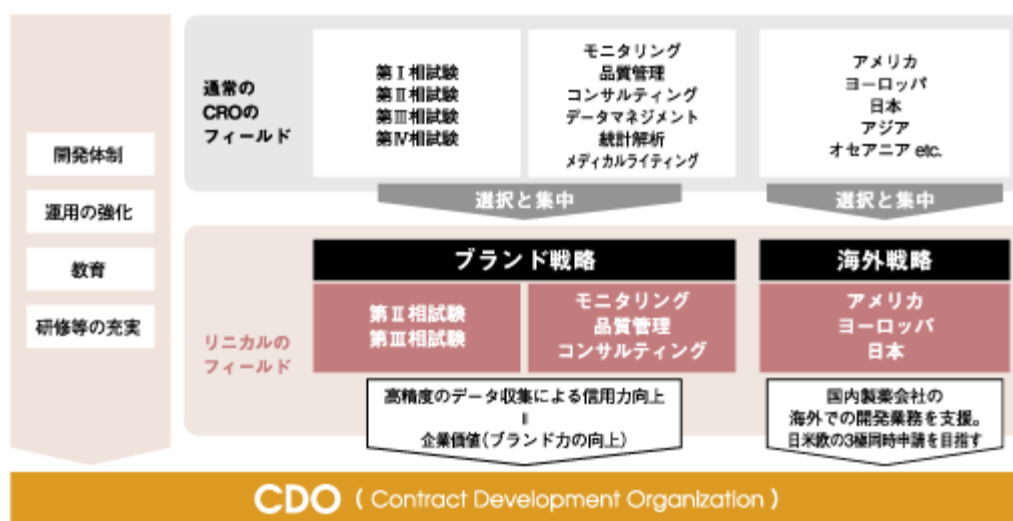 開発体制
運用の強化
教育
研修等の充実
通常の
CROの
フィールド
第Ⅰ相試験
第Ⅱ相試験
第Ⅲ相試験
第Ⅳ相試験
モニタリング
品質管理
コンサルティング
データマネジメント
統計解析
メディカルライティング
アメリカ
ヨーロッパ
日本
アジア
オセアニア etc.
選択と集中
選択と集中
リニカルの
フィールド
ブランド戦略
第Ⅱ相試験
第Ⅲ相試験
モニタリング
品質管理
コンサルティング
海外戦略
アメリカ
ヨーロッパ
日本
高精度のデータ収集による信用力向上
=
企業価値(ブランド力の向上)
国内製薬会社の
海外での開発業務を支援。
日米欧の3極同時申請を目指す
CDO ( Contract Development Organization )